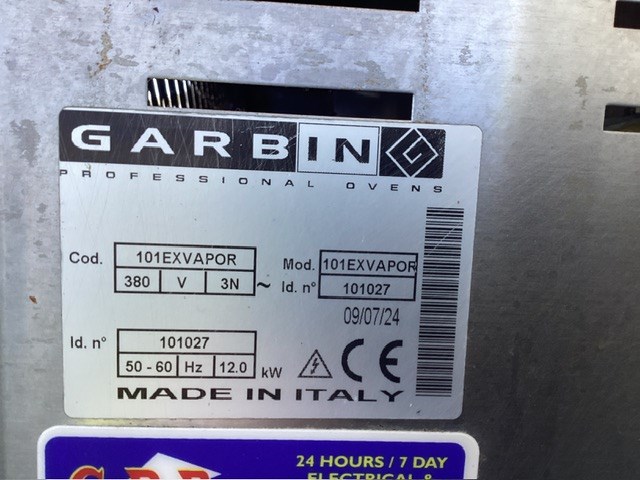 GARBIN
PROFESSIONAL OVENS
Cod. 101EXVAPOR
380 V 3N ~
Mod. 101EXVAPOR
Id. n° 101027
09/07/24
Id. n° 101027
50 - 60 Hz 12.0 kW
CE
MADE IN ITALY
24 HOURS / 7 DAY
ELECTRICAL &